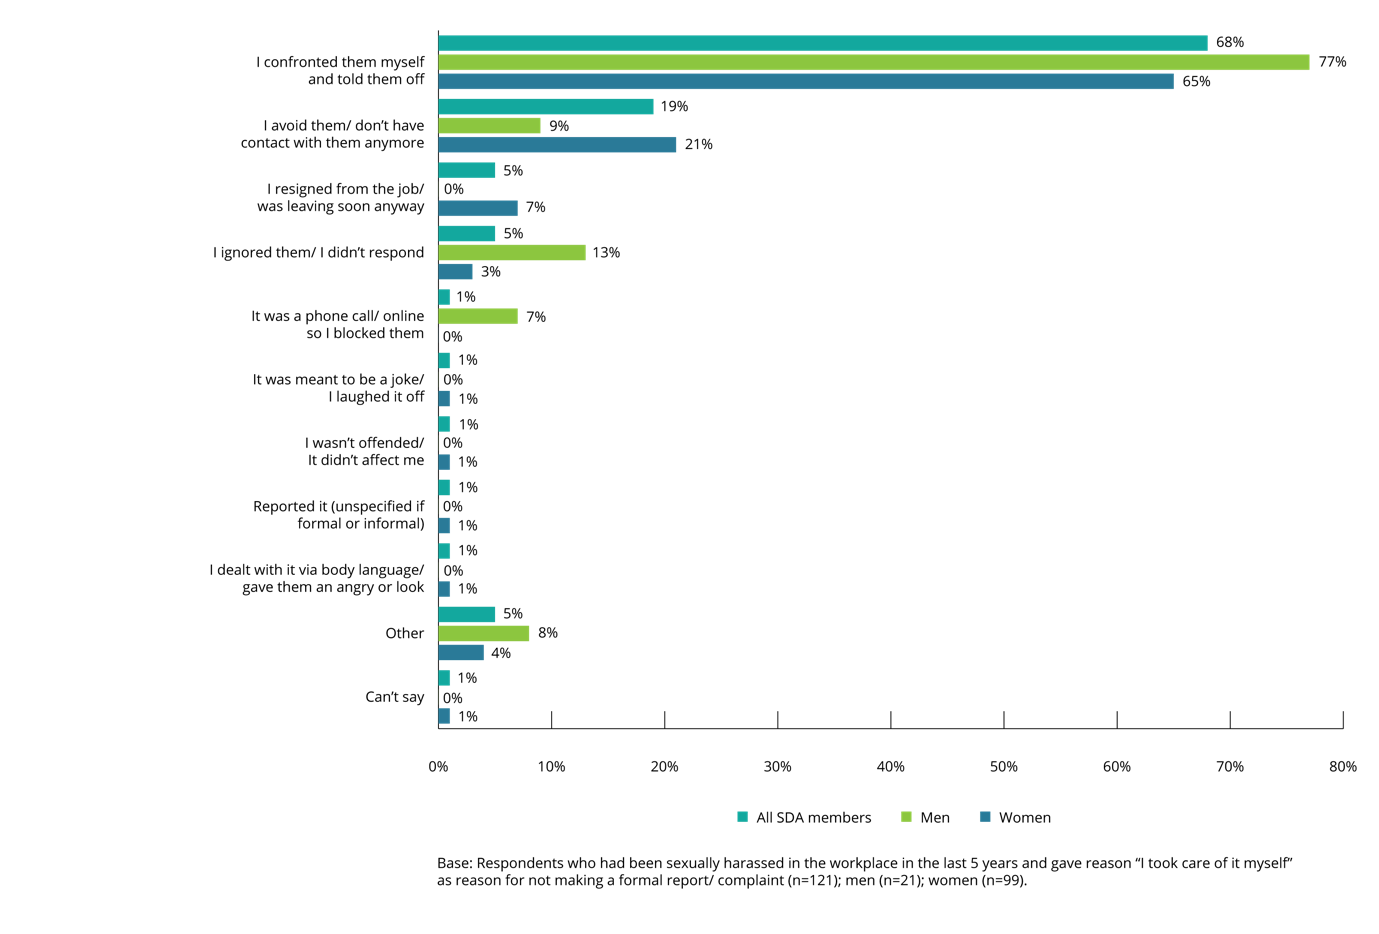 68%
I confronted them myself
and told them off
77%
65%
19%
I avoid them/ don’t have
contact with them anymore
9%
21%
5%
I resigned from the job/
was leaving soon anyway
0%
7%
5%
I ignored them/ I didn’t respond
13%
3%
1%
It was a phone call/ online
so I blocked them
7%
0%
1%
It was meant to be a joke/
I laughed it off
0%
1%
1%
I wasn’t offended/
It didn’t affect me
0%
1%
1%
Reported it (unspecified if
formal or informal)
0%
1%
1%
I dealt with it via body language/
gave them an angry or look
0%
1%
5%
Other
8%
4%
1%
Can’t say
0%
1%
0% 10% 20% 30% 40% 50% 60% 70% 80%
All SDA members Men Women
Base: Respondents who had been sexually harassed in the workplace in the last 5 years and gave reason “I took care of it myself”
as reason for not making a formal report/ complaint (n=121); men (n=21); women (n=99).